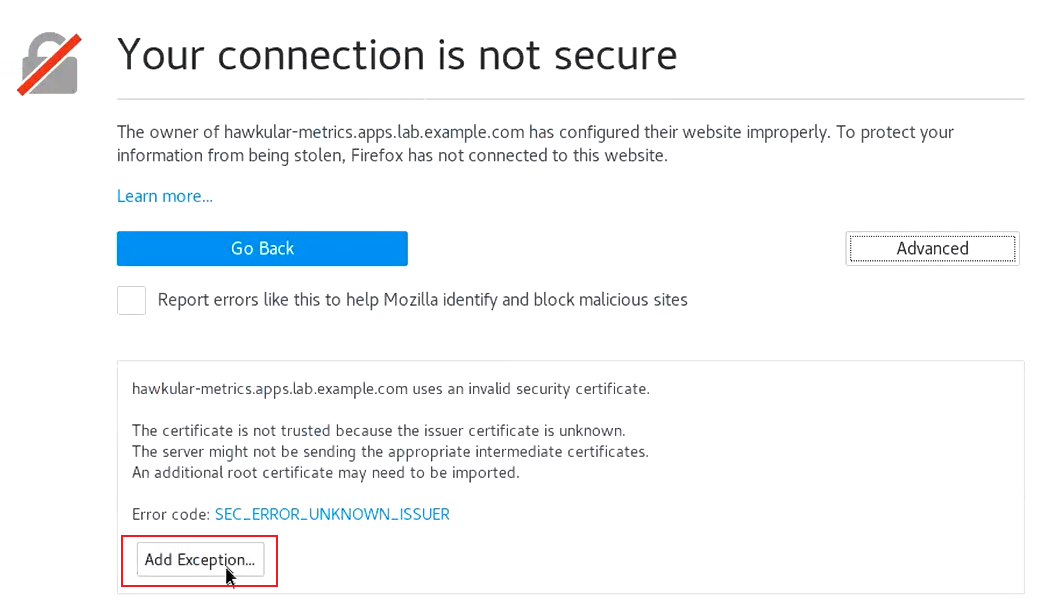 Your connection is not secure
The owner of hawkular-metrics.apps.lab.example.com has configured their website improperly. To protect your
information from being stolen, Firefox has not connected to this website.
Learn more...
Go Back
Advanced
Report errors like this to help Mozilla identify and block malicious sites
hawkular-metrics.apps.lab.example.com uses an invalid security certificate.
The certificate is not trusted because the issuer certificate is unknown.
The server might not be sending the appropriate intermediate certificates.
An additional root certificate may need to be imported.
Error code: SEC_ERROR_UNKNOWN_ISSUER
Add Exception...